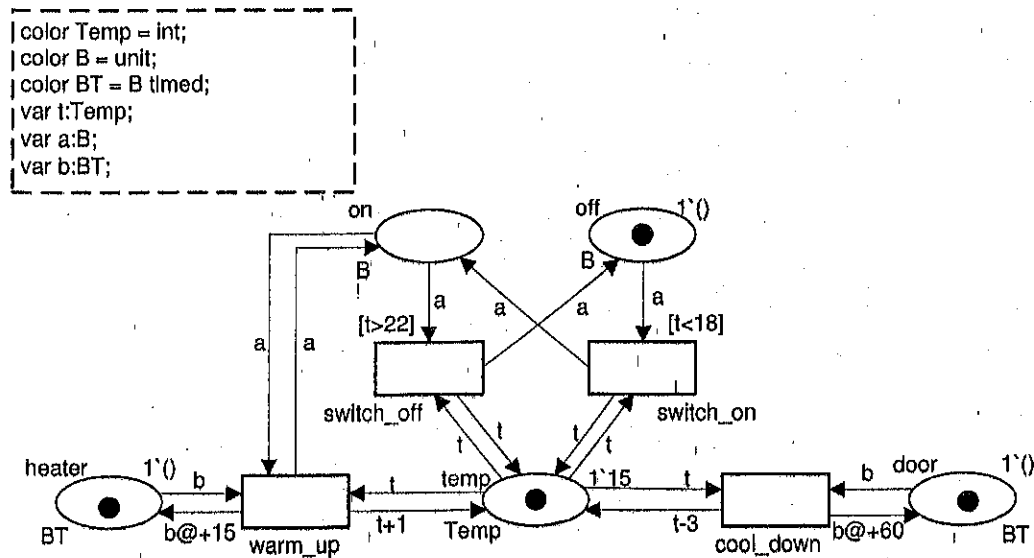 color Temp = int;
color B = unit;
color BT = B tImed;
var t:Temp;
var a:B;
var b:BT;
on
off
1`()
B
B
a
a
a
a
[t>22]
[t<18]
a
a
switch_off
switch_on
t
t
t
t
heater
1`()
b
t
temp
1`15
t
b
door
1`()
BT
b@+15
warm_up
t+1
Temp
t-3
cool_down
b@+60
BT